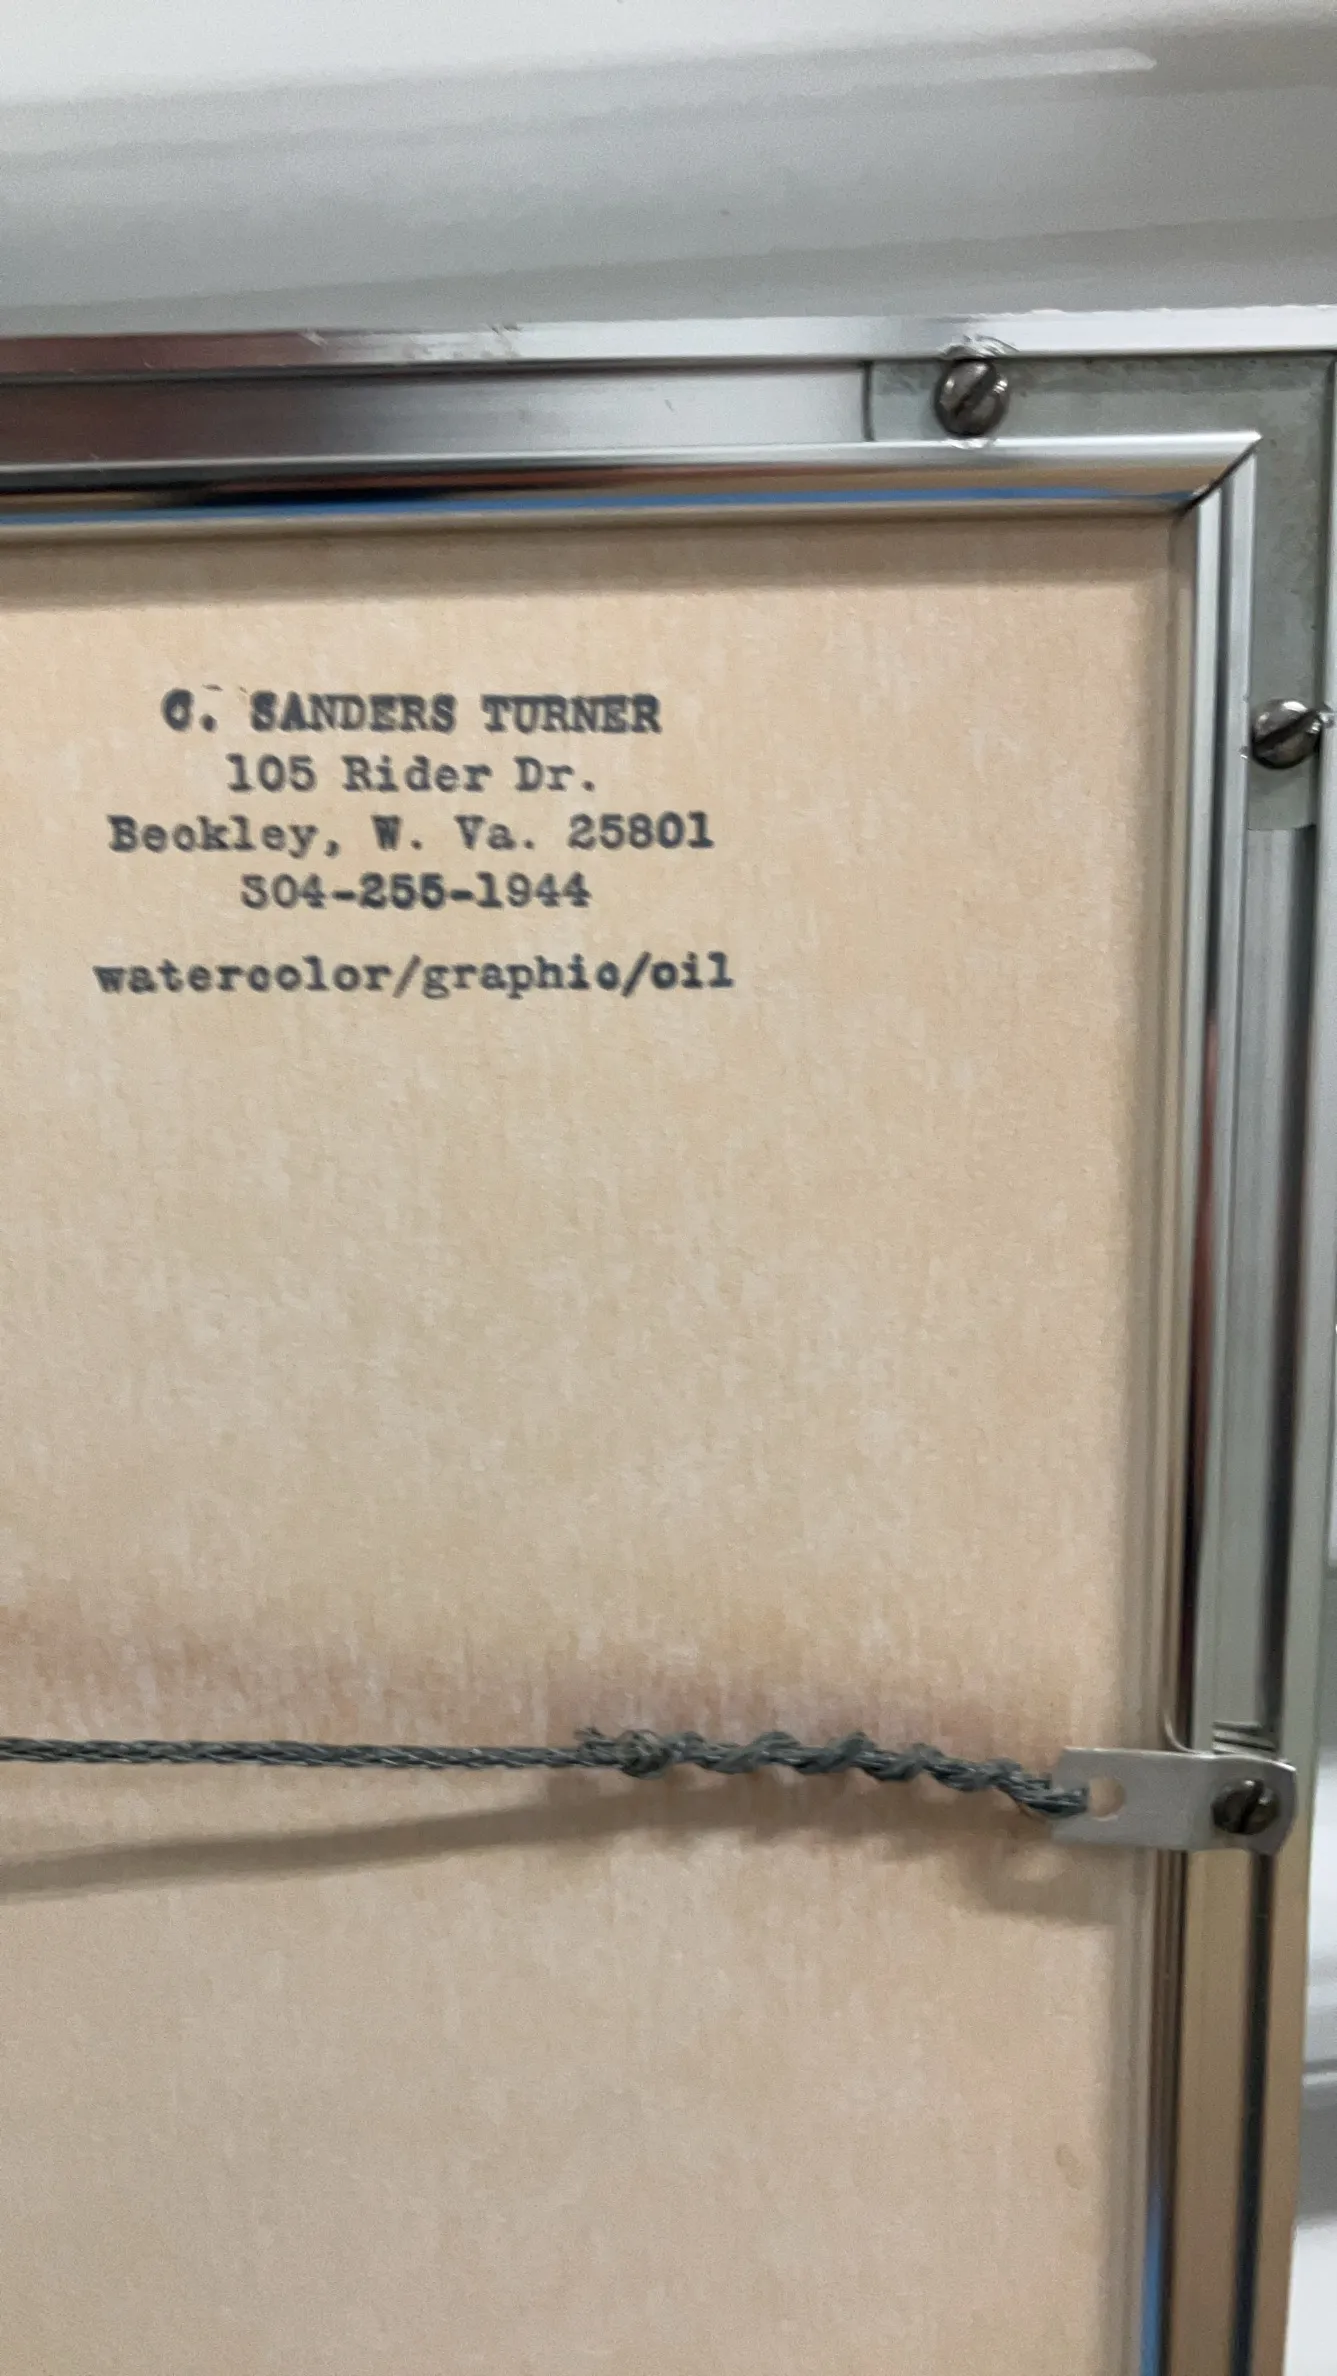 C. SANDERS TURNER
105 Rider Dr.
Beckley, W. Va. 25801
304-255-1944
watercolor/graphic/oil